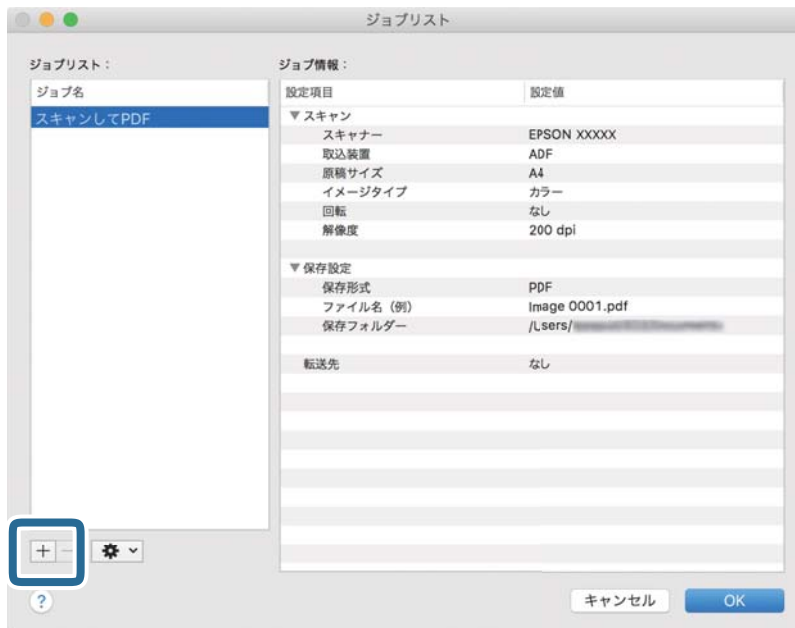 ジョブリスト
ジョブリスト：
ジョブ情報：
ジョブ名
設定項目 設定値
スキャンしてPDF
▼スキャン
スキャナー EPSON XXXXX
取込装置 ADF
原稿サイズ A4
イメージタイプ カラー
回転 なし
解像度 200 dpi
▼保存設定
保存形式 PDF
ファイル名（例） Image 0001.pdf
保存フォルダー /Lsers/
転送先 なし
+ −
?
キャンセル OK